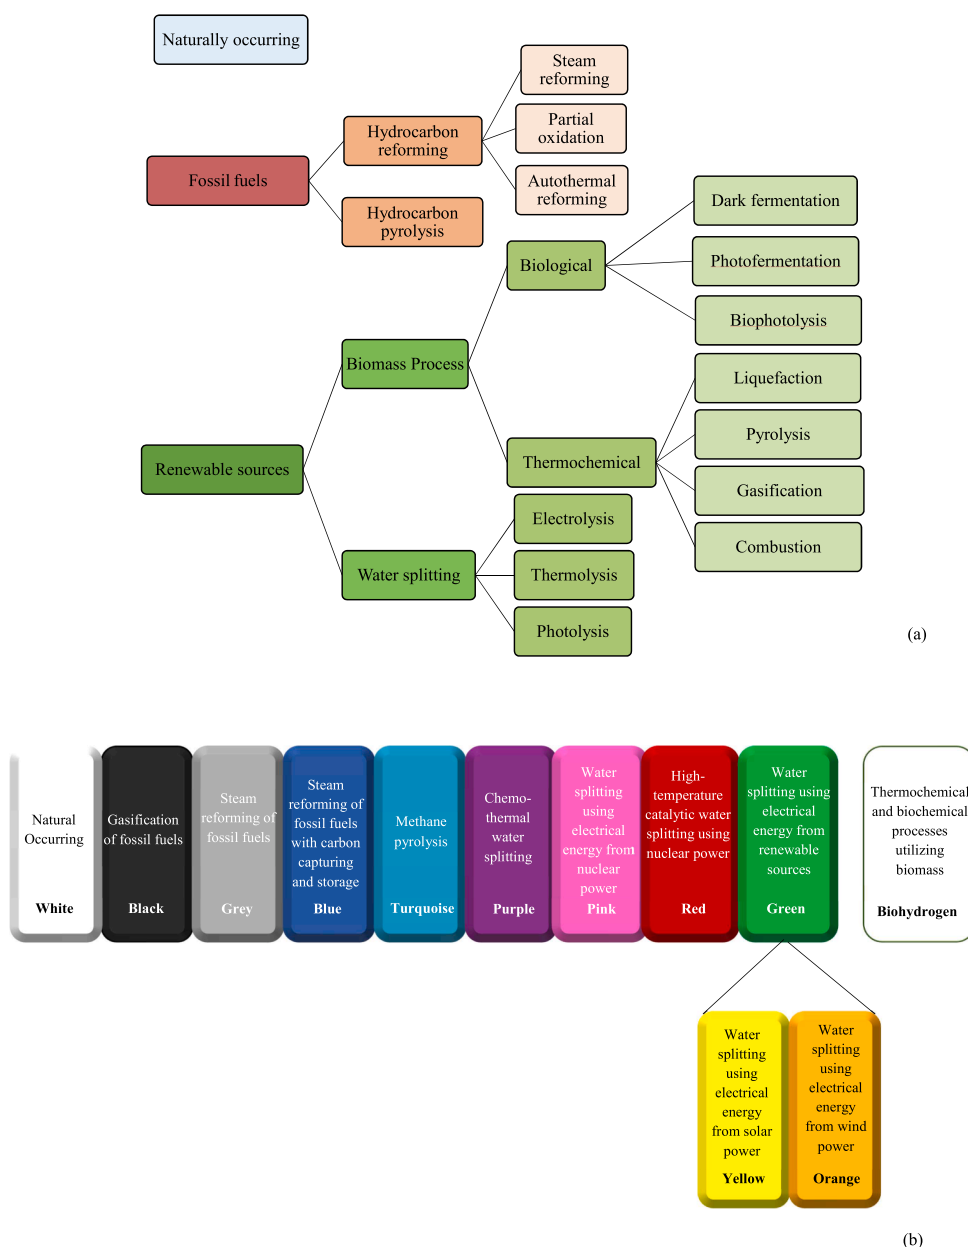 Naturally occurring
Steam
reforming
Hydrocarbon
reforming
Partial
oxidation
Fossil fuels
Autothermal
reforming
Hydrocarbon
pyrolysis
Dark fermentation
Biological
Photofermentation
Biophotolysis
Biomass Process
Liquefaction
Pyrolysis
Renewable sources
Thermochemical
Gasification
Electrolysis
Combustion
Water splitting
Thermolysis
Photolysis
(a)
Natural
Occurring
White
Gasification
of fossil fuels
Black
Steam
reforming of
fossil fuels
Grey
Steam
reforming of
fossil fuels
with carbon
capturing
and storage
Blue
Methane
pyrolysis
Turquoise
Chemo-
thermal
water
splitting
Purple
Water
splitting
using
electrical
energy from
nuclear
power
Pink
High-
temperature
catalytic water
splitting using
nuclear power
Red
Water
splitting using
electrical
energy from
renewable
sources
Green
Thermochemical
and biochemical
processes
utilizing
biomass
Biohydrogen
Water
splitting
using
electrical
energy
from solar
power
Yellow
Water
splitting
using
electrical
energy
from wind
power
Orange
(b)